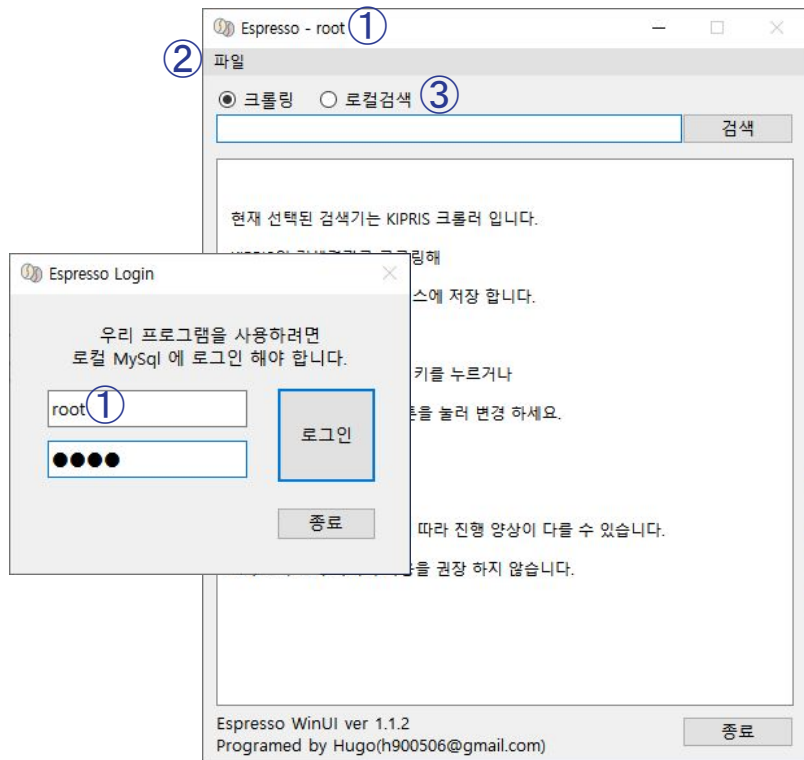 Espresso - root ①
② 파일
크롤링 로컬검색 ③
검색
현재 선택된 검색기는 KIPRIS 크롤러 입니다.
링해
스에 저장 합니다.
키를 누르거나
을 눌러 변경 하세요.
따라 진행 양상이 다를 수 있습니다.
을 권장 하지 않습니다.
Espresso WinUI ver 1.1.2
Programed by Hugo(h900506@gmail.com)
종료
Espresso Login
우리 프로그램을 사용하려면
로컬 MySql 에 로그인 해야 합니다.
root ①
●●●●
로그인
종료